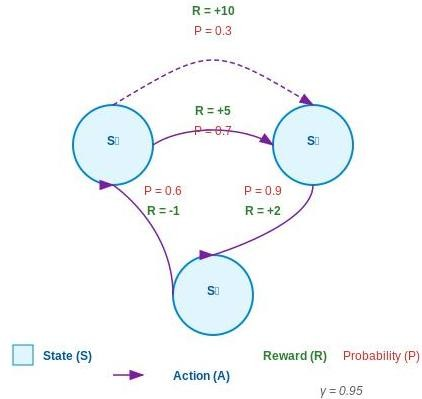 R = +10
P = 0.3
R = +5
P = 0.7
S S
P = 0.6 P = 0.9
R = -1 R = +2
S
State (S) Reward (R) Probability (P)
Action (A)
γ = 0.95